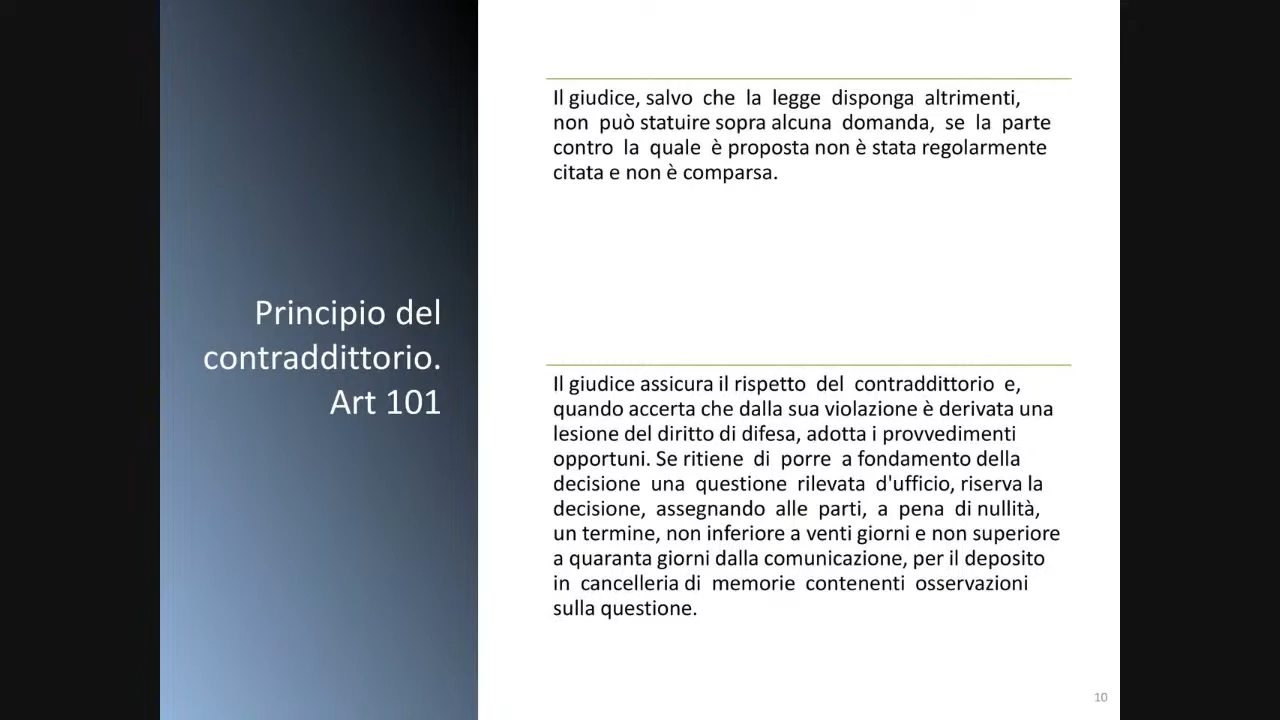 Principio del
contraddittorio.
Art 101
Il giudice, salvo che la legge disponga altrimenti,
non può statuire sopra alcuna domanda, se la parte
contro la quale è proposta non è stata regolarmente
citata e non è comparsa.
Il giudice assicura il rispetto del contraddittorio e,
quando accerta che dalla sua violazione è derivata una
lesione del diritto di difesa, adotta i provvedimenti
opportuni. Se ritiene di porre a fondamento della
decisione una questione rilevata d'ufficio, riserva la
decisione, assegnando alle parti, a pena di nullità,
un termine, non inferiore a venti giorni e non superiore
a quaranta giorni dalla comunicazione, per il deposito
in cancelleria di memorie contenenti osservazioni
sulla questione.
10